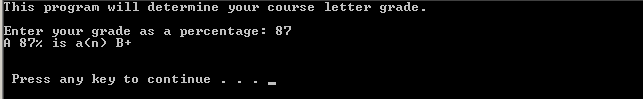 This program will determine your course letter grade.
Enter your grade as a percentage: 87
A 87% is a(n) B+
Press any key to continue . . . _